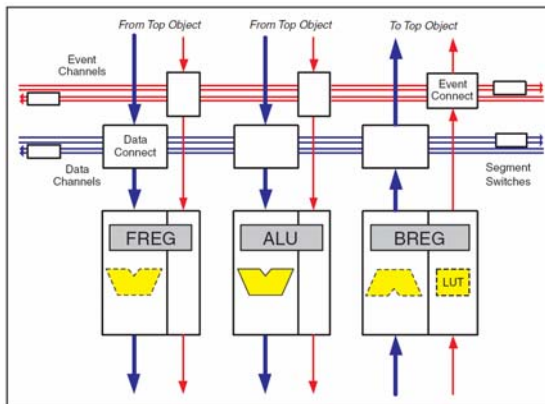 From Top Object
From Top Object
To Top Object
Event
Channels
Event
Connect
Data
Connect
Data
Channels
Segment
Switches
FREG
ALU
BREG
LUT